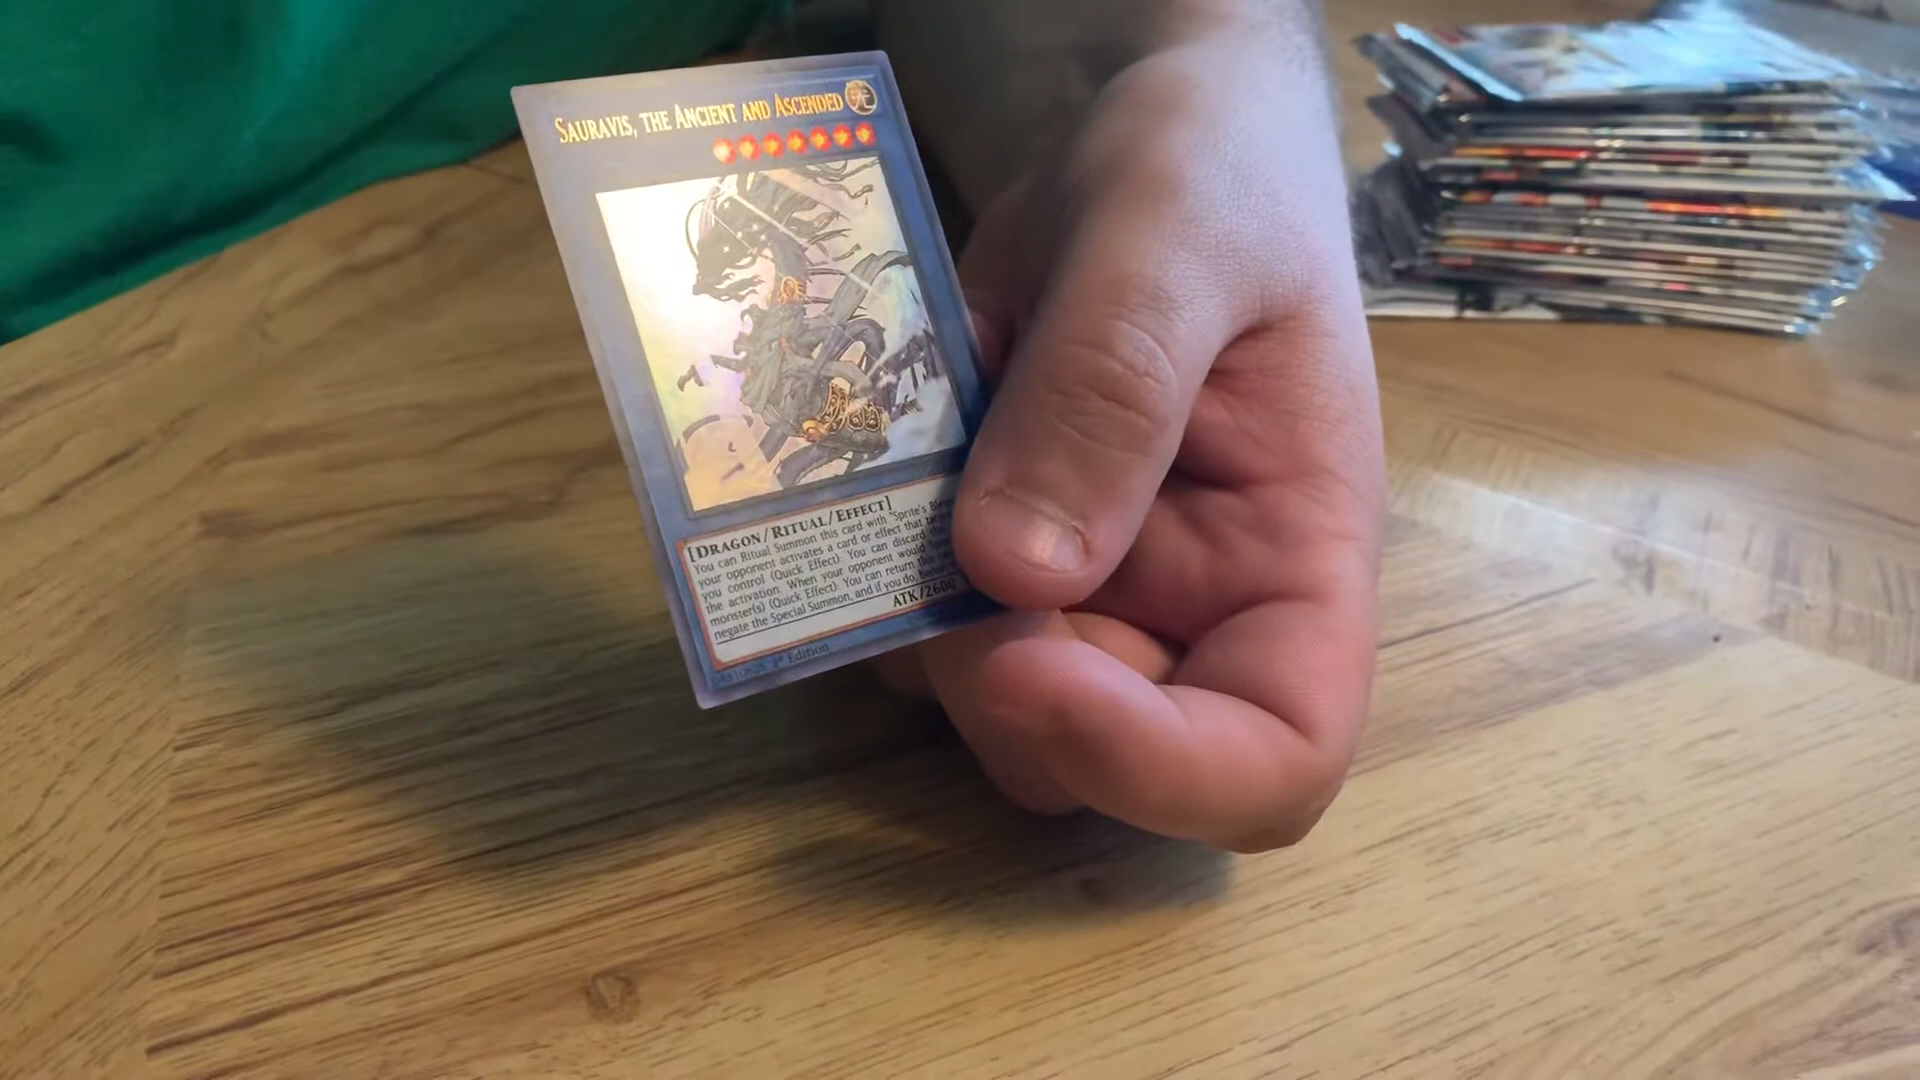 SAURAVIS, THE ANCIENT AND ASCENDED
光
[DRAGON/RITUAL/EFFECT]
You can Ritual Summon this card with "Sprite's
your opponent activates a card or effect that
you control (Quick Effect): You can discard
the activation. When your opponent would
monster(s) (Quick Effect): You can return this
negate the Special Summon, and if you do,
ATK/2600
1st Edition